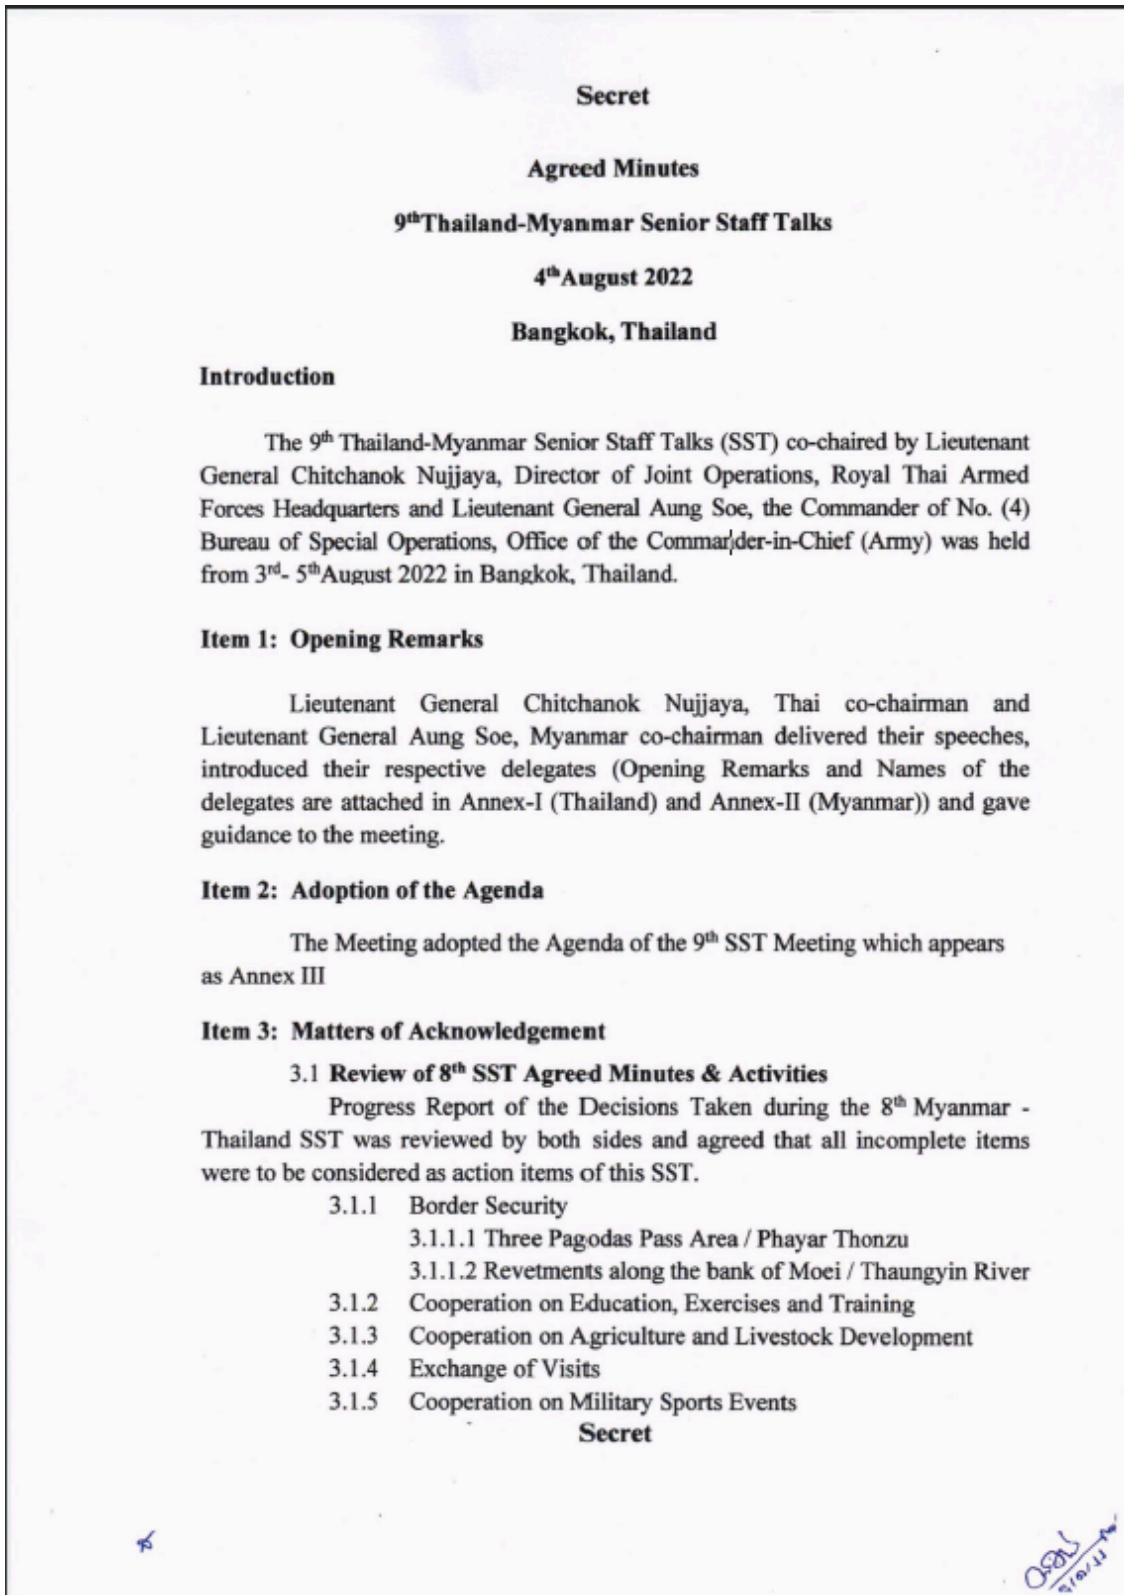 Secret
Agreed Minutes
9thThailand-Myanmar Senior Staff Talks
4thAugust 2022
Bangkok, Thailand
Introduction
The 9th Thailand-Myanmar Senior Staff Talks (SST) co-chaired by Lieutenant
General Chitchanok Nujjaya, Director of Joint Operations, Royal Thai Armed
Forces Headquarters and Lieutenant General Aung Soe, the Commander of No. (4)
Bureau of Special Operations, Office of the Commander-in-Chief (Army) was held
from 3rd- 5thAugust 2022 in Bangkok, Thailand.
Item 1: Opening Remarks
Lieutenant General Chitchanok Nujjaya, Thai co-chairman and
Lieutenant General Aung Soe, Myanmar co-chairman delivered their speeches,
introduced their respective delegates (Opening Remarks and Names of the
delegates are attached in Annex-I (Thailand) and Annex-II (Myanmar)) and gave
guidance to the meeting.
Item 2: Adoption of the Agenda
The Meeting adopted the Agenda of the 9th SST Meeting which appears
as Annex III
Item 3: Matters of Acknowledgement
3.1 Review of 8th SST Agreed Minutes & Activities
Progress Report of the Decisions Taken during the 8th Myanmar -
Thailand SST was reviewed by both sides and agreed that all incomplete items
were to be considered as action items of this SST.
3.1.1 Border Security
3.1.1.1 Three Pagodas Pass Area / Phayar Thonzu
3.1.1.2 Revetments along the bank of Moei / Thaungyin River
3.1.2 Cooperation on Education, Exercises and Training
3.1.3 Cooperation on Agriculture and Livestock Development
3.1.4 Exchange of Visits
3.1.5 Cooperation on Military Sports Events
Secret